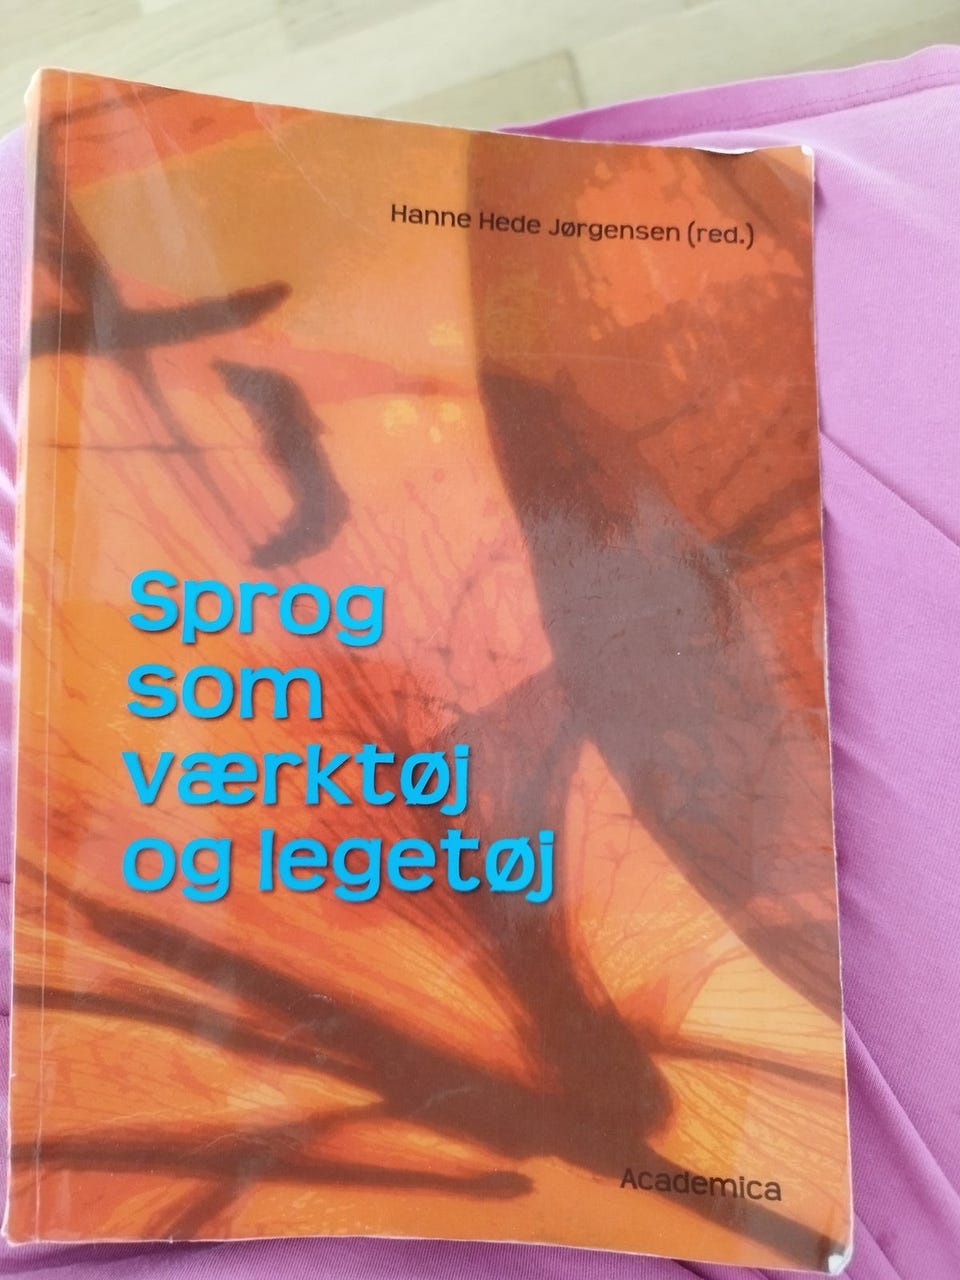 Hanne Hede Jørgensen (red.)
Sprog
som
værktøj
og legetøj
Academica